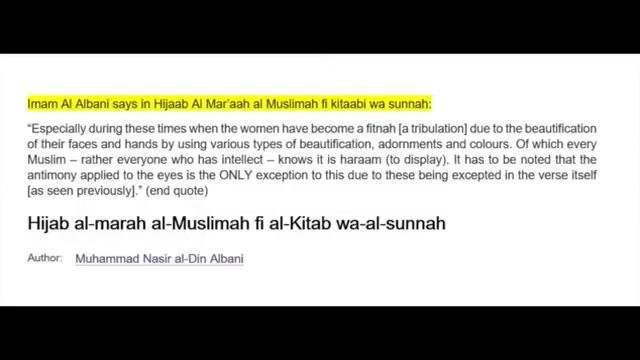 Imam Al Albani says in Hijaab Al Mar'aah al Muslimah fi kitaabi wa sunnah:
“Especially during these times when the women have become a fitnah [a tribulation] due to the beautification
of their faces and hands by using various types of beautification, adornments and colours. Of which every
Muslim – rather everyone who has intellect – knows it is haraam (to display). It has to be noted that the
antimony applied to the eyes is the ONLY exception to this due to these being excepted in the verse itself
[as seen previously].” (end quote)
Hijab al-marah al-Muslimah fi al-Kitab wa-al-sunnah
Author: Muhammad Nasir al-Din Albani